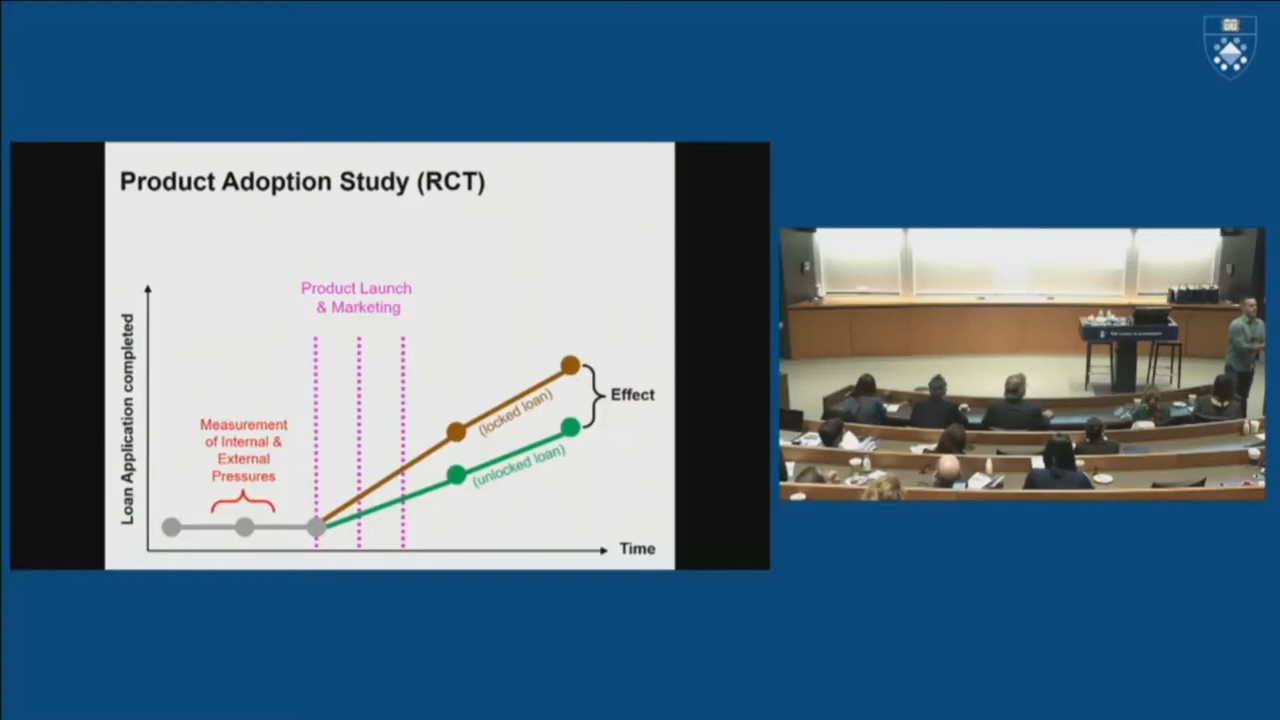 Product Adoption Study (RCT)
Product Launch
& Marketing
Loan Application completed
Measurement
of Internal &
External
Pressures
(locked loan)
(unlocked loan)
Effect
Time